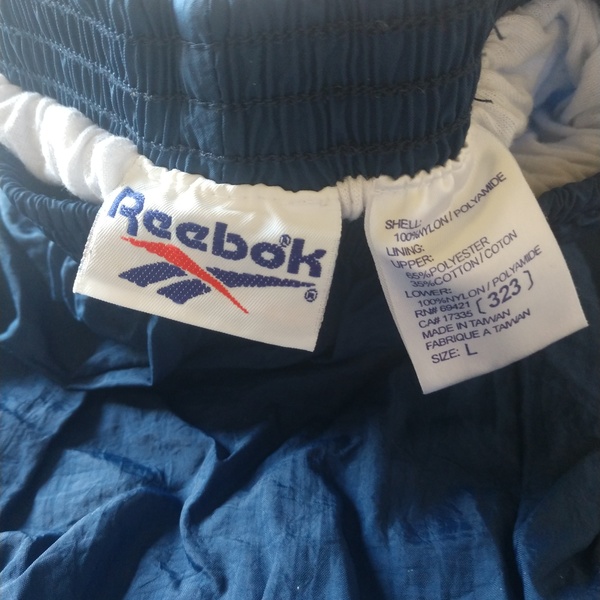 Reebok®
®
SHELL:
100%NYLON/POLYAMIDE
LINING:
UPPER:
65%POLYESTER
35%COTTON/COTON
LOWER:
100%NYLON/POLYAMIDE
RN# 69421 [323]
CA# 17335
MADE IN TAIWAN
FABRIQUE A TAIWAN
SIZE: L